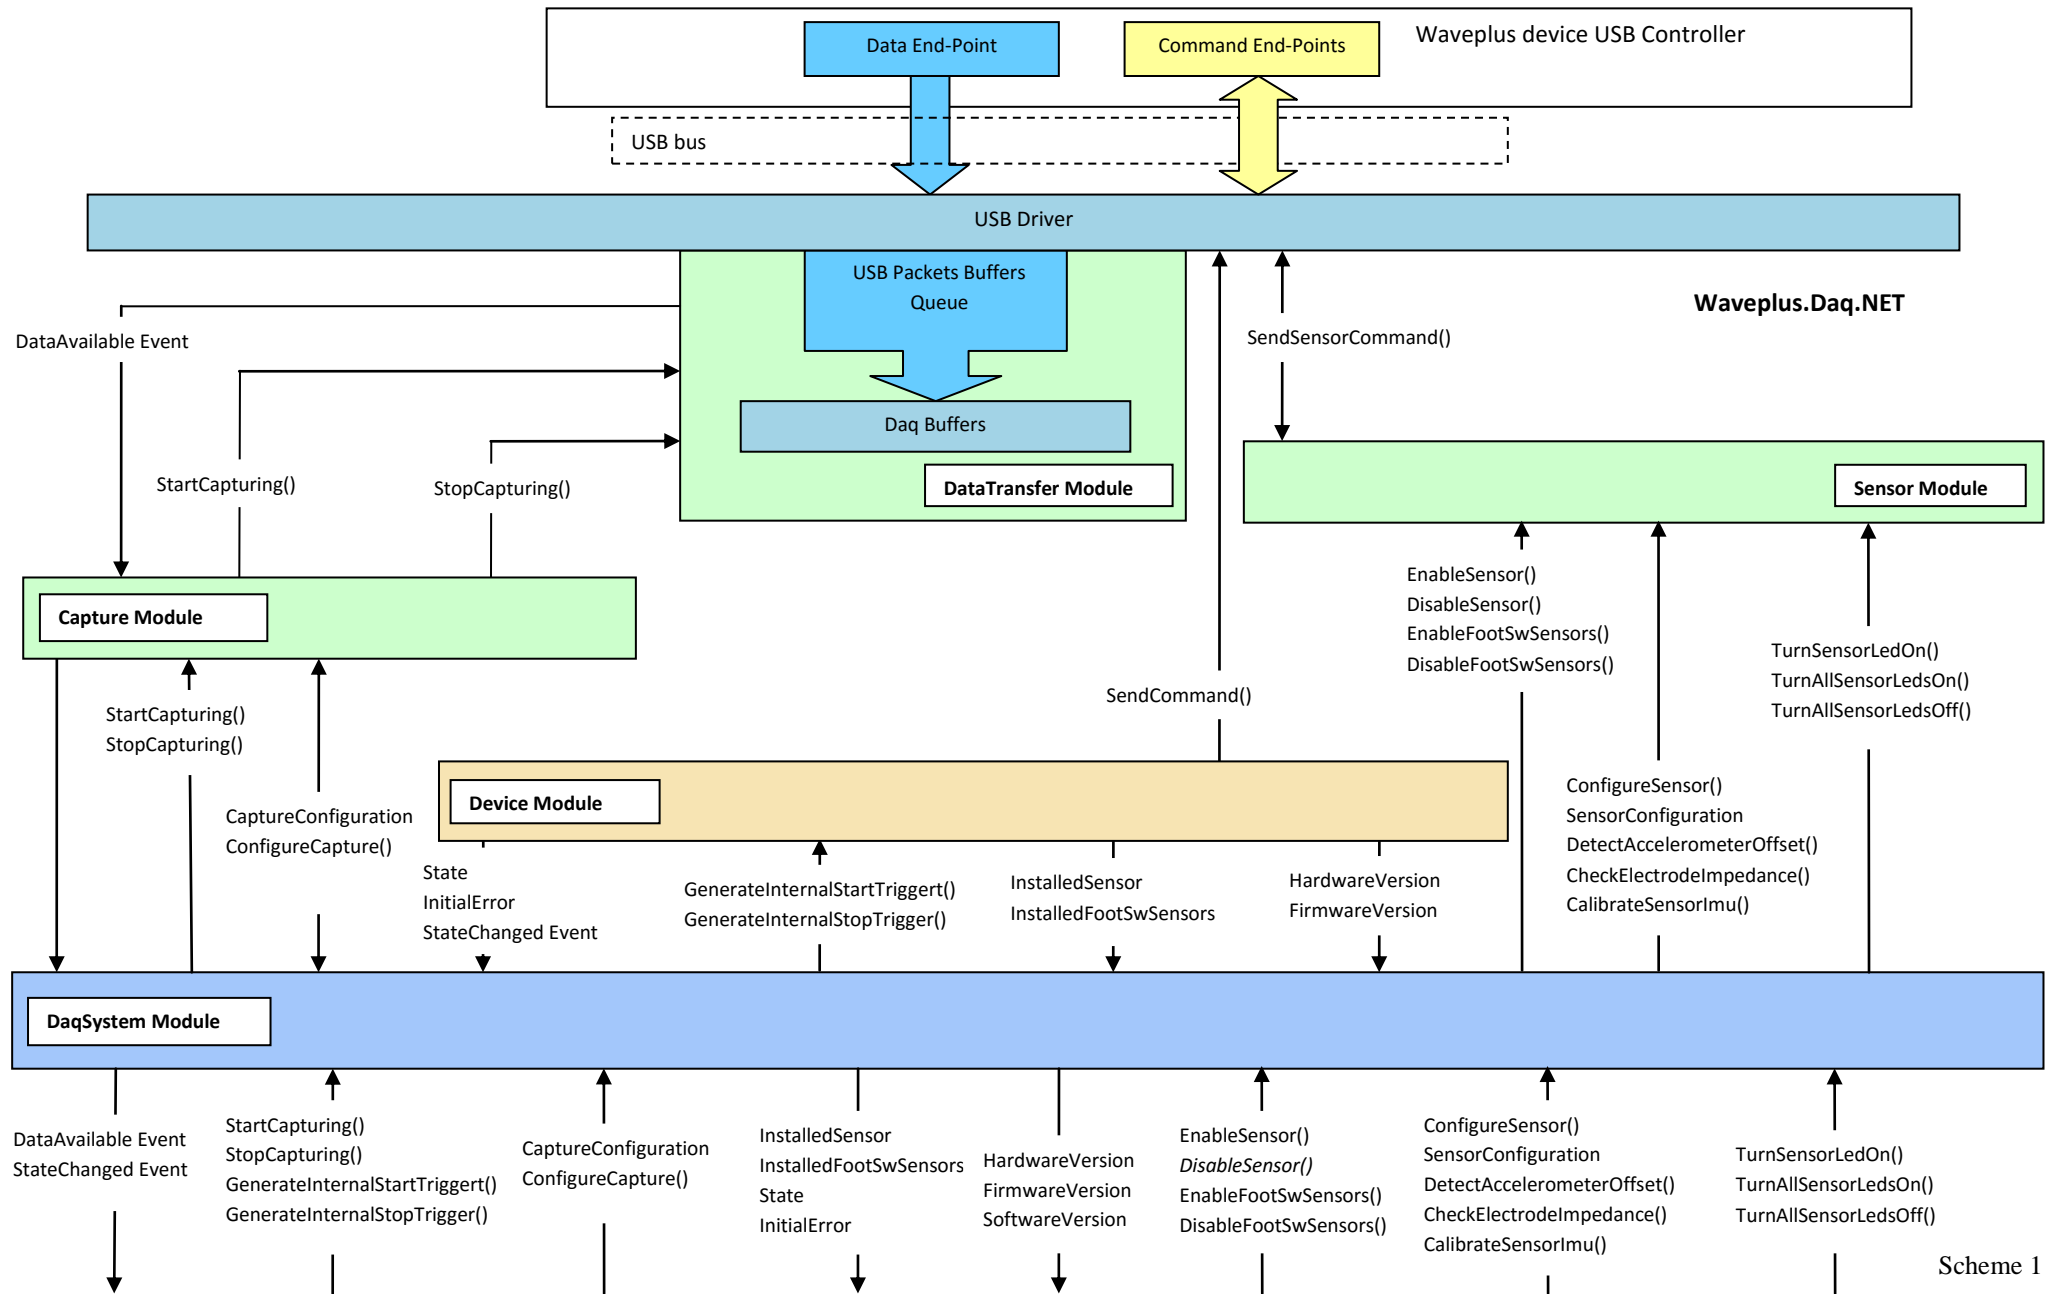 Data End-Point
Command End-Points
Waveplus device USB Controller
USB bus
USB Driver
USB Packets Buffers
Queue
Waveplus.Daq.NET
DataAvailable Event
SendSensorCommand()
Daq Buffers
StartCapturing()
StopCapturing()
DataTransfer Module
Sensor Module
EnableSensor()
DisableSensor()
EnableFootSwSensors()
DisableFootSwSensors()
Capture Module
TurnSensorLedOn()
TurnAllSensorLedsOn()
TurnAllSensorLedsOff()
SendCommand()
StartCapturing()
StopCapturing()
Device Module
ConfigureSensor()
SensorConfiguration
DetectAccelerometerOffset()
CheckElectrodeImpedance()
CalibrateSensorImu()
CaptureConfiguration
ConfigureCapture()
State
InitialError
StateChanged Event
GenerateInternalStartTriggert()
GenerateInternalStopTrigger()
InstalledSensor
InstalledFootSwSensors
HardwareVersion
FirmwareVersion
DaqSystem Module
DataAvailable Event
StateChanged Event
StartCapturing()
StopCapturing()
GenerateInternalStartTriggert()
GenerateInternalStopTrigger()
CaptureConfiguration
ConfigureCapture()
InstalledSensor
InstalledFootSwSensors
State
InitialError
HardwareVersion
FirmwareVersion
SoftwareVersion
EnableSensor()
DisableSensor()
EnableFootSwSensors()
DisableFootSwSensors()
ConfigureSensor()
SensorConfiguration
DetectAccelerometerOffset()
CheckElectrodeImpedance()
CalibrateSensorImu()
TurnSensorLedOn()
TurnAllSensorLedsOn()
TurnAllSensorLedsOff()
Scheme 1